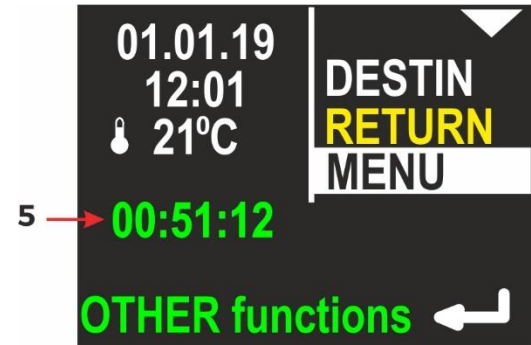 01.01.19
12:01
21°C
DESTIN
RETURN
MENU
5
00:51:12
OTHER functions